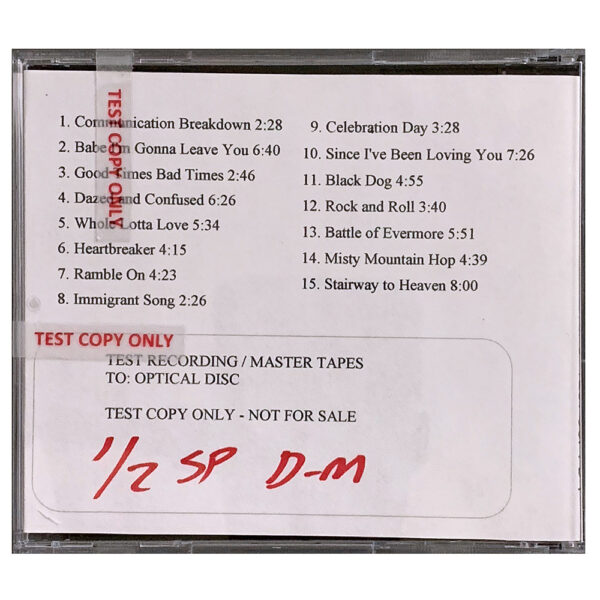 TEST COPY ONLY
1. Communication Breakdown 2:28
2. Babe I'm Gonna Leave You 6:40
3. Good Times Bad Times 2:46
4. Dazed and Confused 6:26
5. Whole Lotta Love 5:34
6. Heartbreaker 4:15
7. Ramble On 4:23
8. Immigrant Song 2:26
9. Celebration Day 3:28
10. Since I've Been Loving You 7:26
11. Black Dog 4:55
12. Rock and Roll 3:40
13. Battle of Evermore 5:51
14. Misty Mountain Hop 4:39
15. Stairway to Heaven 8:00
TEST COPY ONLY
TEST RECORDING / MASTER TAPES
TO: OPTICAL DISC
TEST COPY ONLY - NOT FOR SALE
1/2 SP D-M